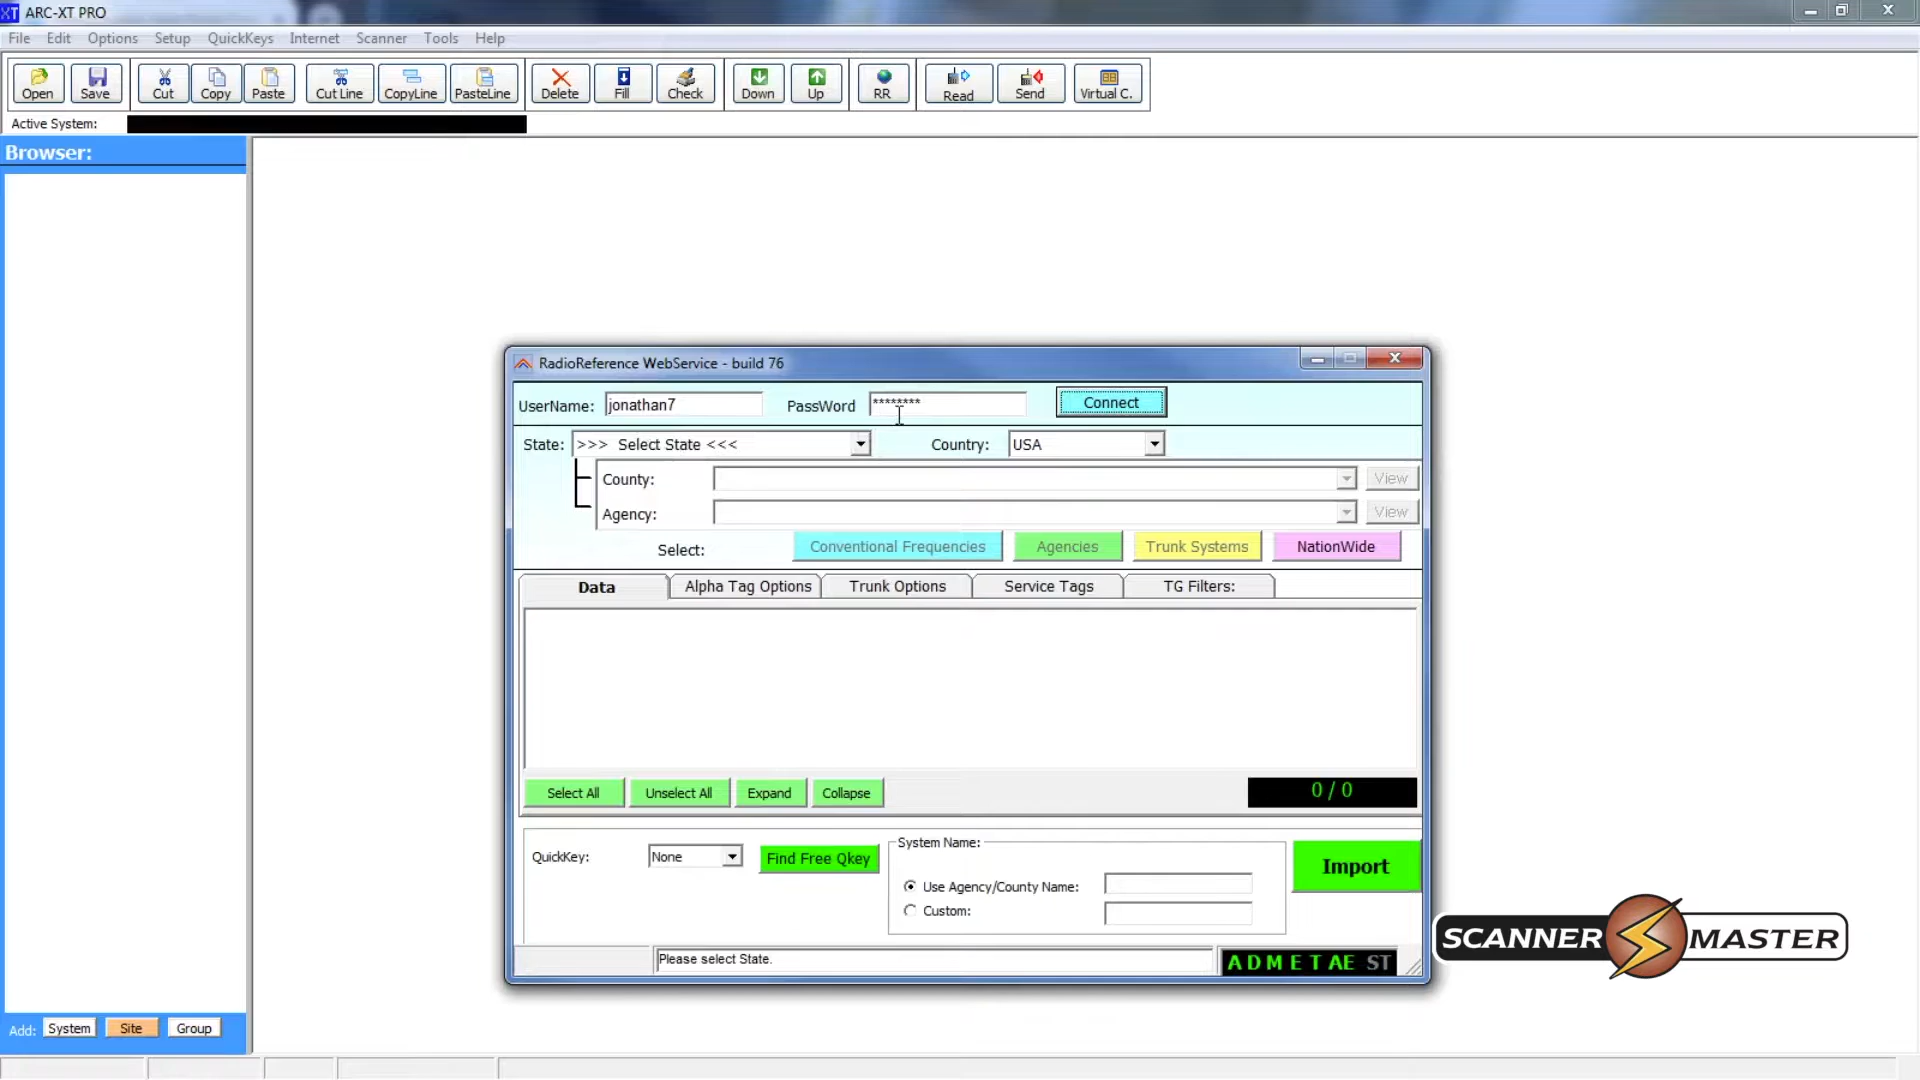 XT ARC-XT PRO
File Edit Options Setup QuickKeys Internet Scanner Tools Help
Open Save Cut Copy Paste Cut Line CopyLine PasteLine Delete Fill Check Down Up RR Read Send Virtual C.
Active System:
Browser:
RadioReference WebService - build 76
UserName: jonathan7 PassWord ******** Connect
State: >>> Select State <<< Country: USA
County: View
Agency: View
Select: Conventional Frequencies Agencies Trunk Systems NationWide
Data Alpha Tag Options Trunk Options Service Tags TG Filters:
Select All Unselect All Expand Collapse 0 / 0
QuickKey: None Find Free Qkey System Name:
Use Agency/County Name:
Custom:
Import
Please select State. A D M E T AE ST
SCANNER MASTER
Add: System Site Group